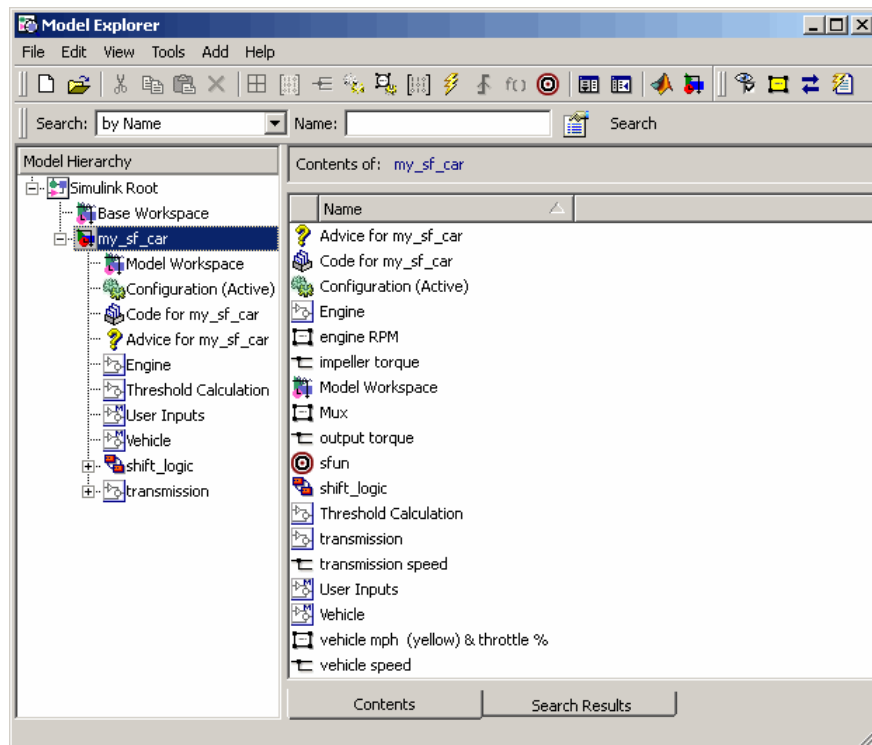 Model Explorer
File Edit View Tools Add Help
f()
Search: by Name Name: Search
Model Hierarchy
Simulink Root
Base Workspace
my_sf_car
Model Workspace
Configuration (Active)
Code for my_sf_car
Advice for my_sf_car
Engine
Threshold Calculation
User Inputs
Vehicle
shift_logic
transmission
Contents of: my_sf_car
Name
Advice for my_sf_car
Code for my_sf_car
Configuration (Active)
Engine
engine RPM
impeller torque
Model Workspace
Mux
output torque
sfun
shift_logic
Threshold Calculation
transmission
transmission speed
User Inputs
Vehicle
vehicle mph (yellow) & throttle %
vehicle speed
Contents Search Results